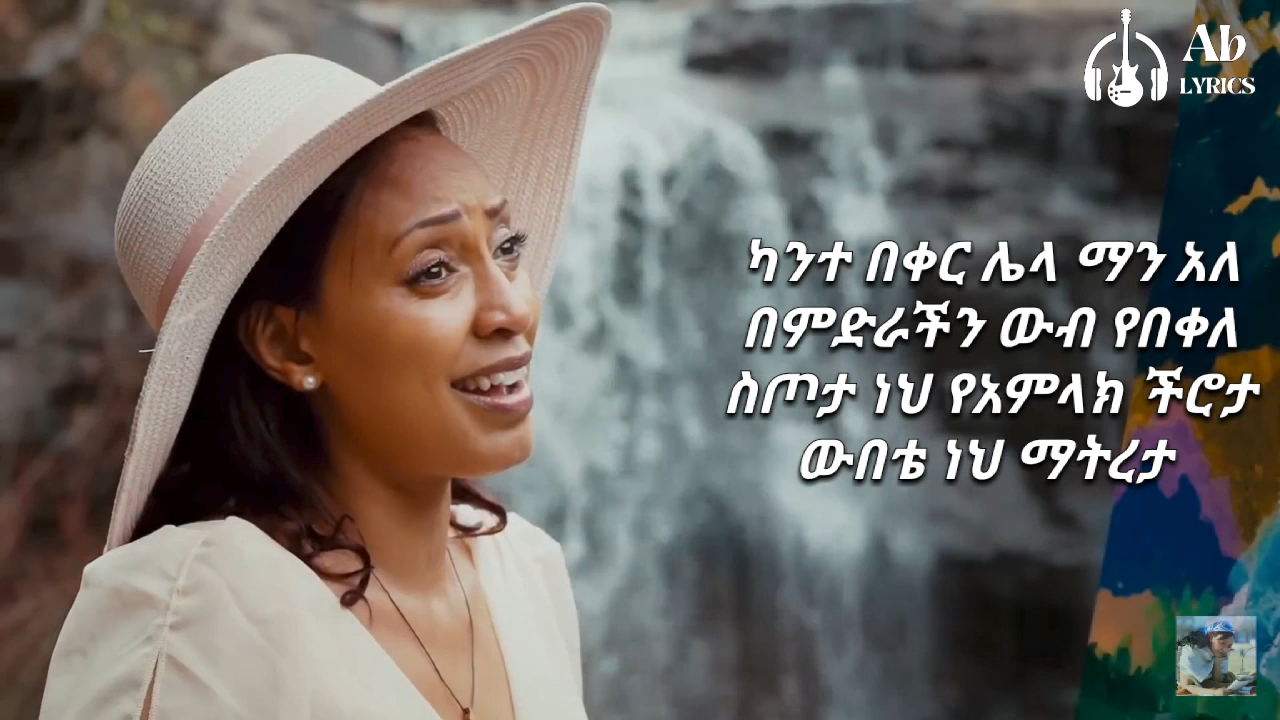 Ab
LYRICS
ካንተ በቀር ሌላ ማን አለ
በምድራችን ውብ የበቀለ
ስጦታ ነህ የአምላክ ችሮታ
ውበቴ ነህ ማትረታ